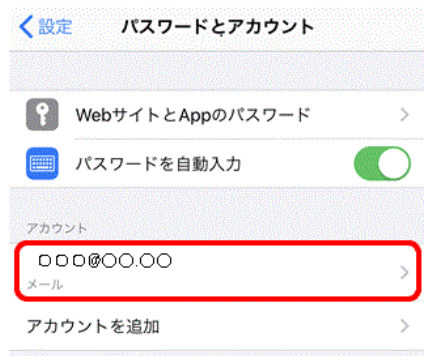 設定
パスワードとアカウント
WebサイトとAppのパスワード
パスワードを自動入力
アカウント
□□□@○○.○○
メール
アカウントを追加